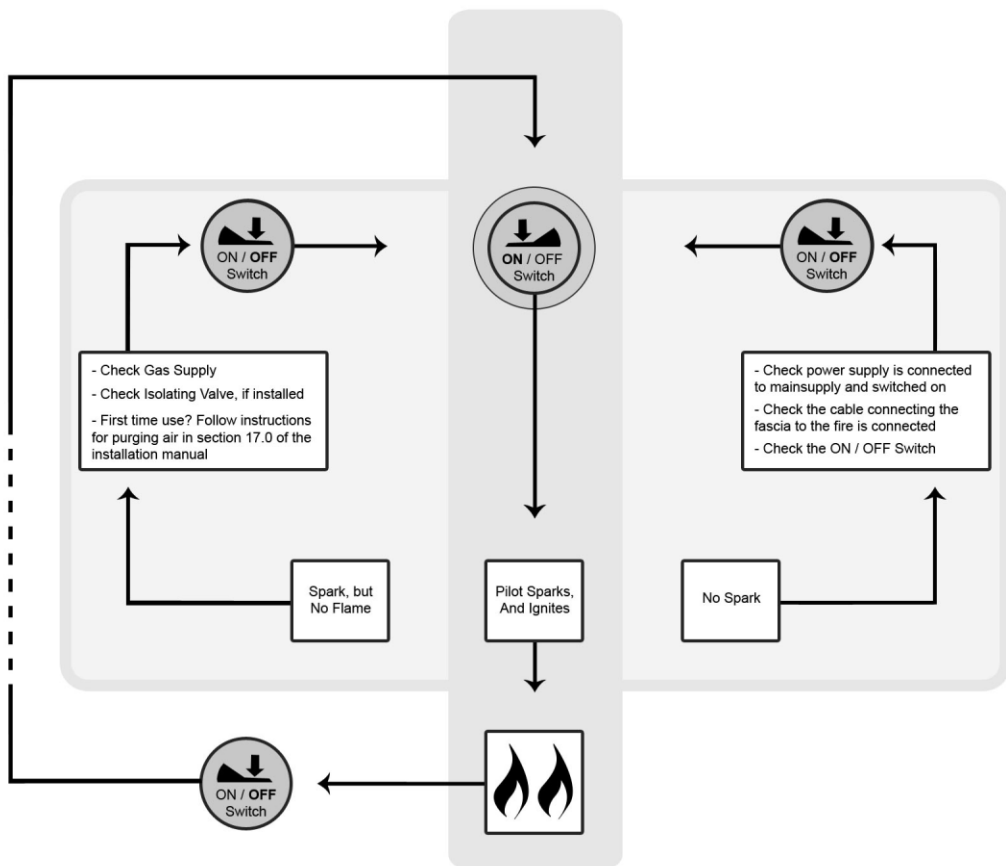 ON / OFF
Switch
ON / OFF
Switch
ON / OFF
Switch
- Check Gas Supply
- Check Isolating Valve, if installed
- First time use? Follow instructions
for purging air in section 17.0 of the
installation manual
- Check power supply is connected
to mainsupply and switched on
- Check the cable connecting the
fascia to the fire is connected
- Check the ON / OFF Switch
Spark, but
No Flame
Pilot Sparks,
And Ignites
No Spark
ON / OFF
Switch